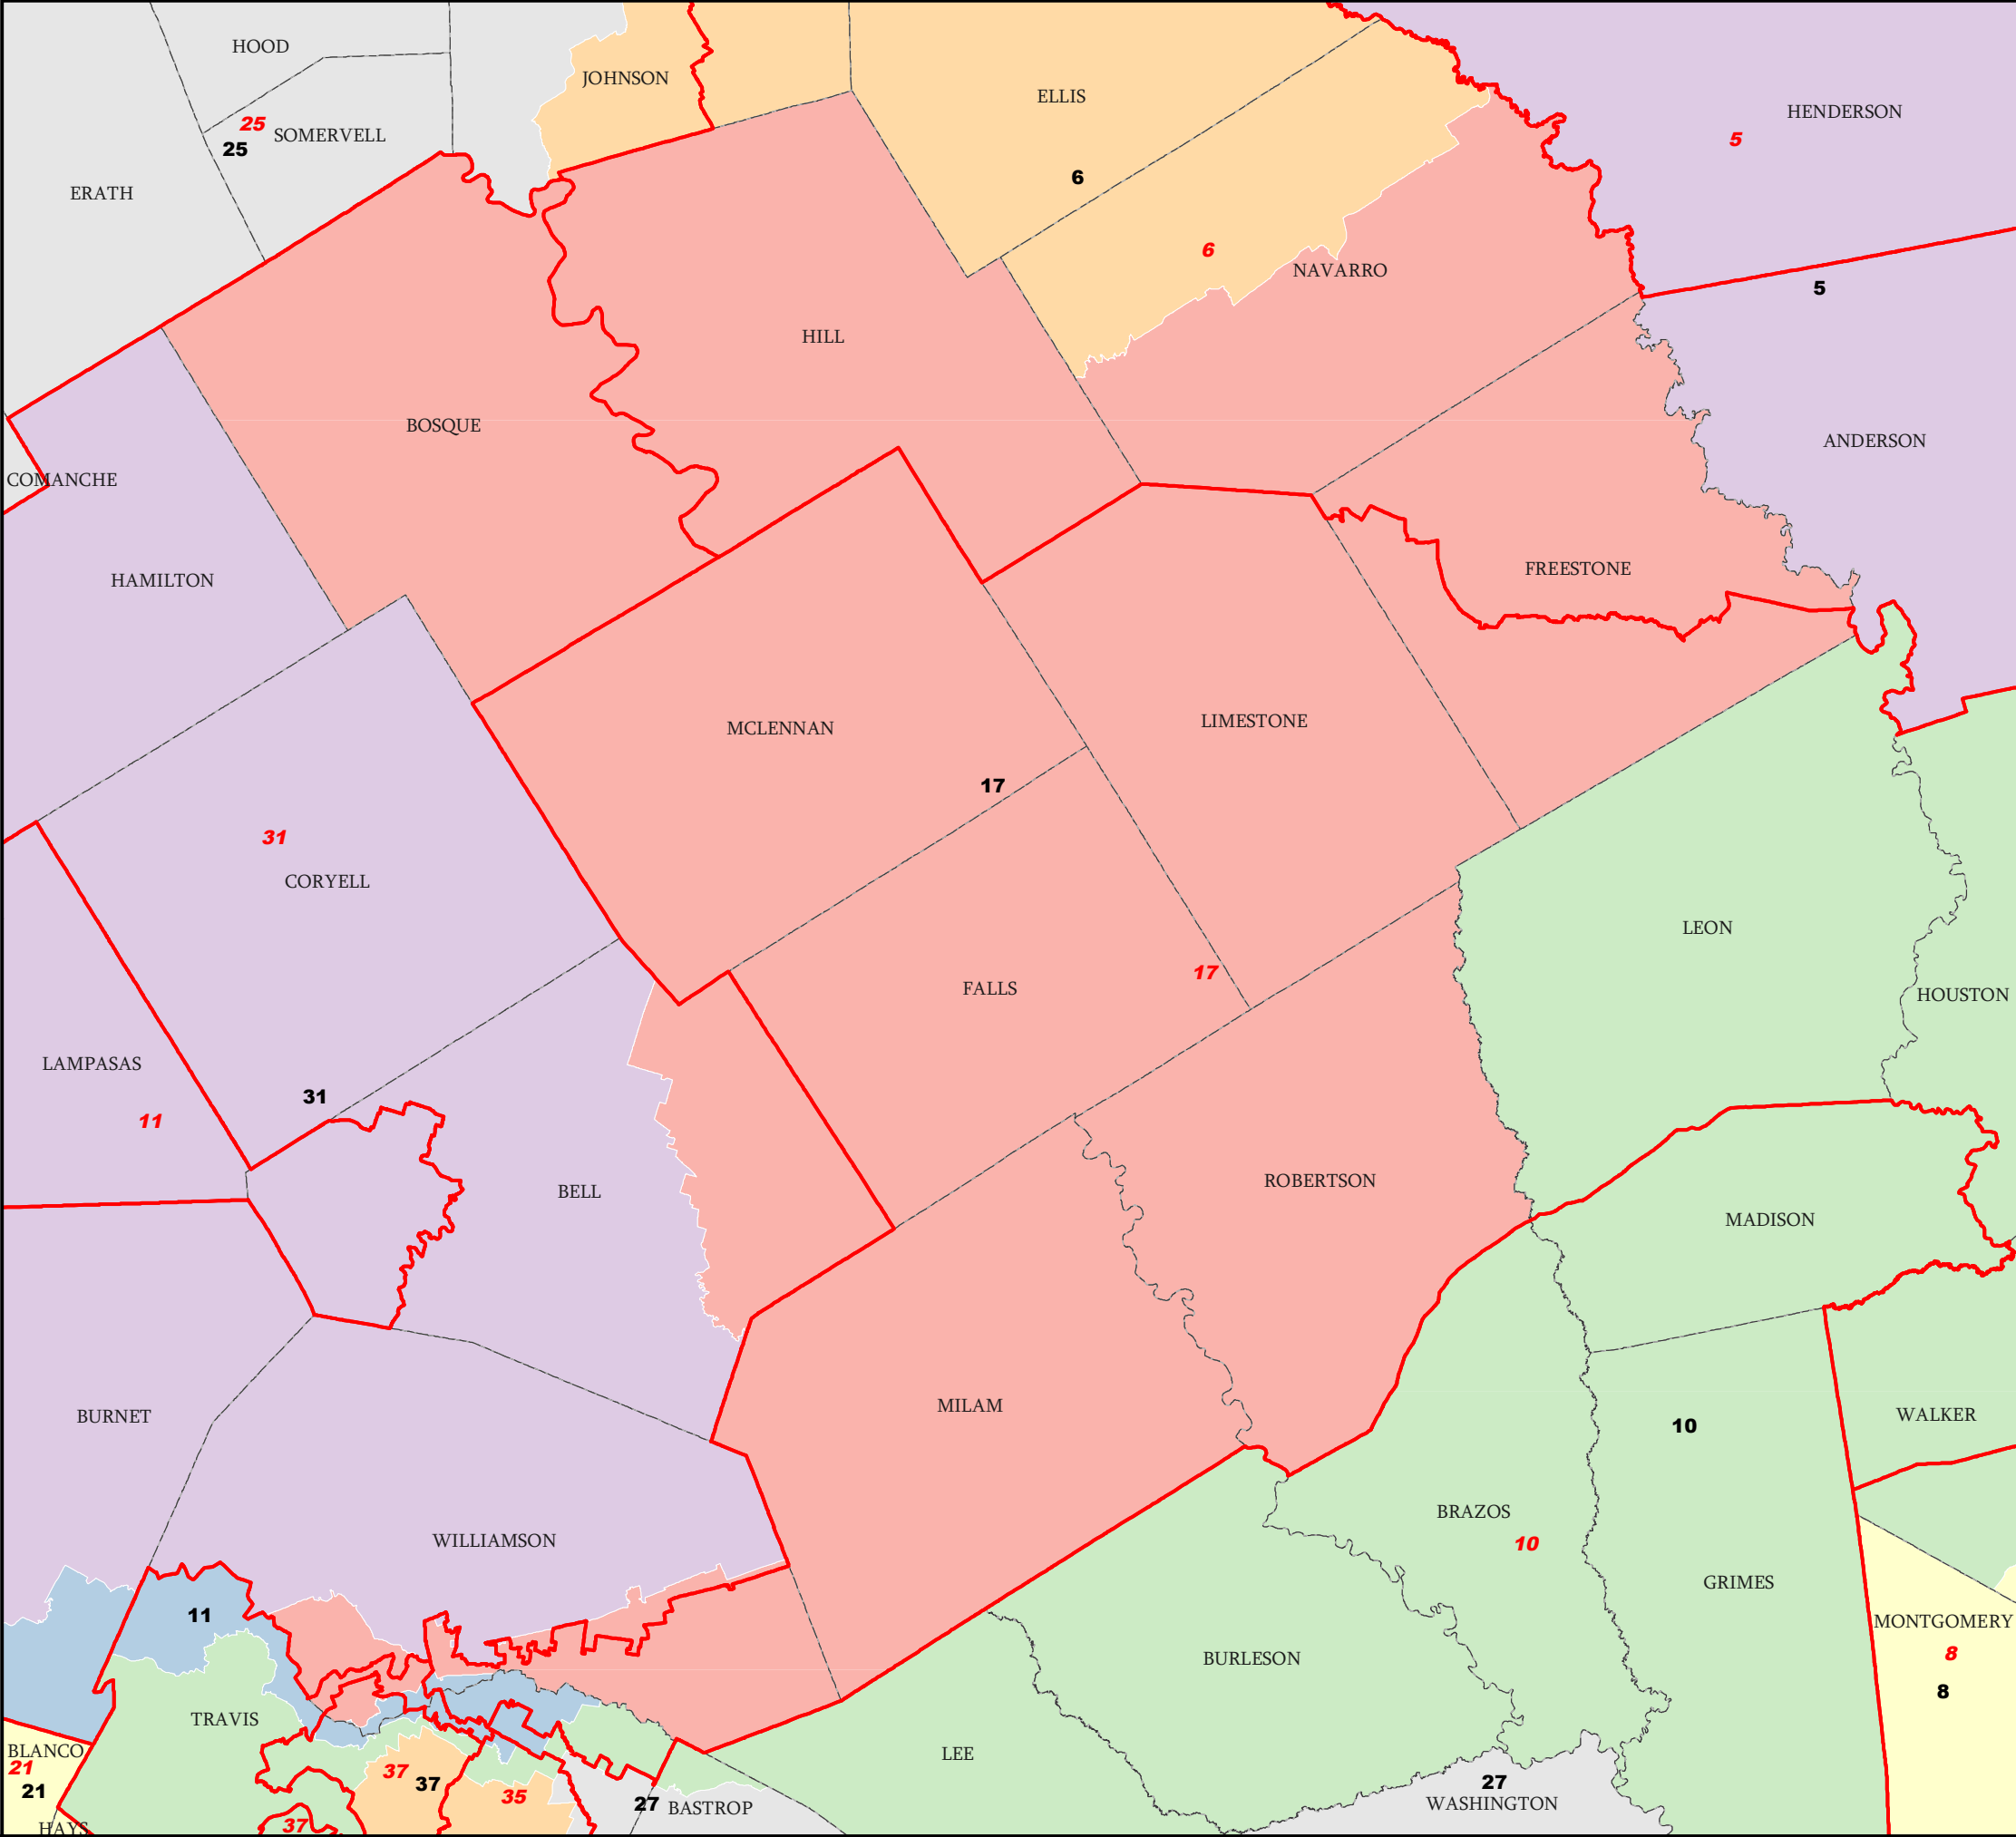 HOOD
JOHNSON
ELLIS
HENDERSON
25
SOMERVELL
5
25
6
ERATH
6
NAVARRO
5
HILL
BOSQUE
ANDERSON
COMANCHE
FREESTONE
HAMILTON
LIMESTONE
MCLENNAN
17
31
CORYELL
LEON
17
FALLS
HOUSTON
LAMPASAS
31
11
ROBERTSON
BELL
MADISON
MILAM
BURNET
WALKER
10
BRAZOS
WILLIAMSON
10
GRIMES
11
MONTGOMERY
8
BURLESON
8
TRAVIS
BLANCO
LEE
21
37
37
21
35
27
27
BASTROP
WASHINGTON
37
HAYS